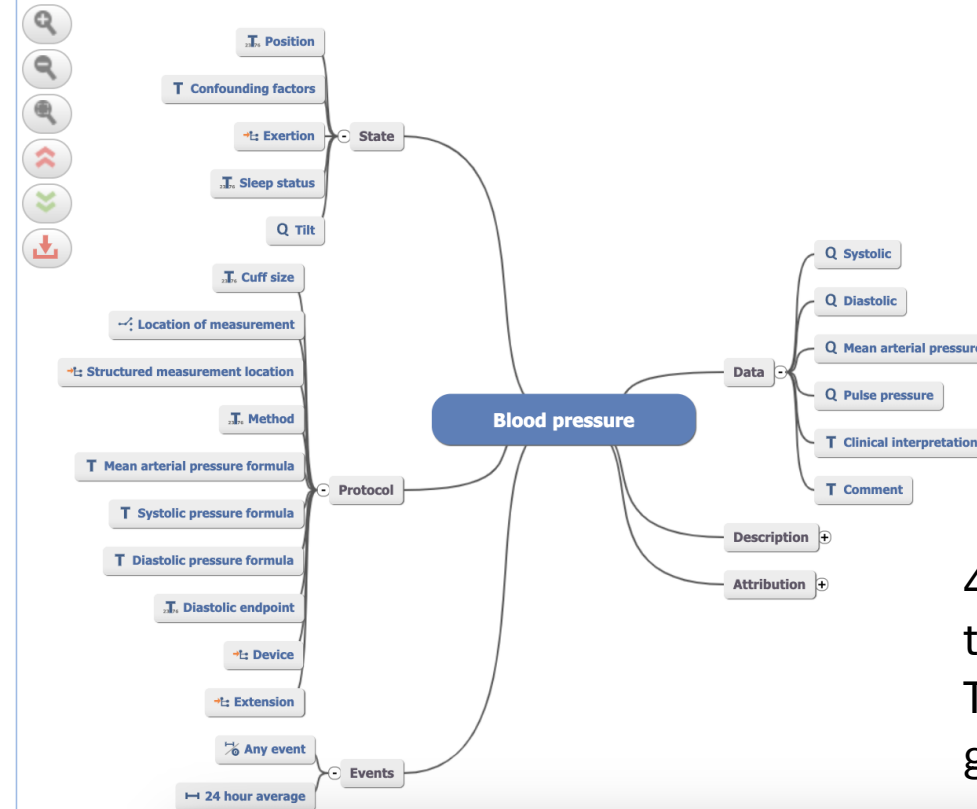 Position
Confounding factors
Exertion
State
Sleep status
Tilt
Cuff size
Location of measurement
Structured measurement location
Method
Mean arterial pressure formula
Protocol
Systolic pressure formula
Diastolic pressure formula
Diastolic endpoint
Device
Extension
Any event
Events
24 hour average
Blood pressure
Q Systolic
Q Diastolic
Q Mean arterial pressure
Data
Q Pulse pressure
T Clinical interpretation
T Comment
Description
Attribution